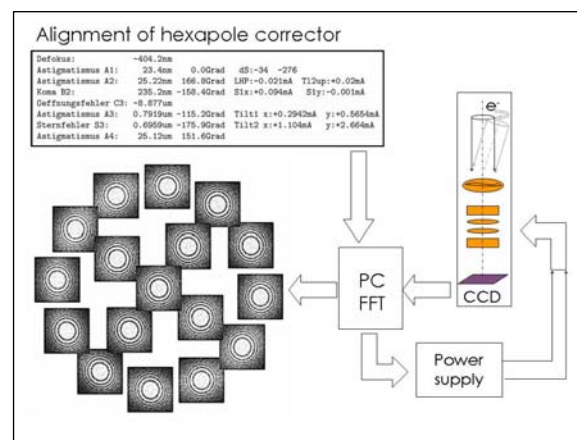 Alignment of hexapole corrector
Defokus: -404.2nm
Astigmatismus A1: 23.4nm 0.0Grad dS:-34 -276
Astigmatismus A2: 25.22nm 166.8Grad LHP:-0.021mA T12up:+0.02mA
Koma B2: 235.2nm -158.4Grad S1x:+0.094mA S1y:-0.001mA
Oeffnungsfehler C3: -8.877um
Astigmatismus A3: 0.7919um -115.2Grad Tilt1 x:+0.2942mA y:+0.5654mA
Sternfehler S3: 0.6959um -175.9Grad Tilt2 x:+1.104mA y:+2.664mA
Astigmatismus A4: 25.12um 151.6Grad
e-
PC
FFT
CCD
Power
supply